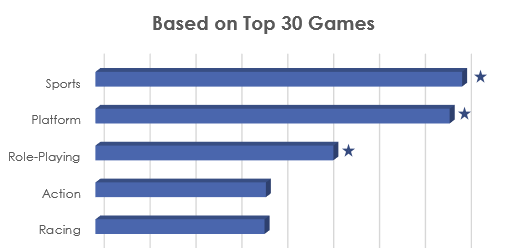 Based on Top 30 Games
Sports
Platform
Role-Playing
Action
Racing